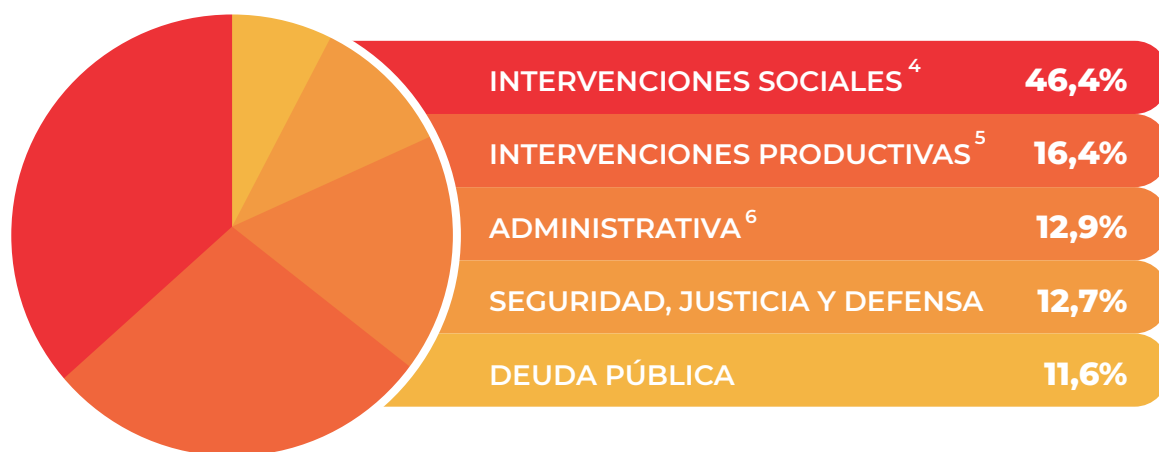 INTERVENCIONES SOCIALES 4 46,4%
INTERVENCIONES PRODUCTIVAS 5 16,4%
ADMINISTRATIVA 6 12,9%
SEGURIDAD, JUSTICIA Y DEFENSA 12,7%
DEUDA PÚBLICA 11,6%